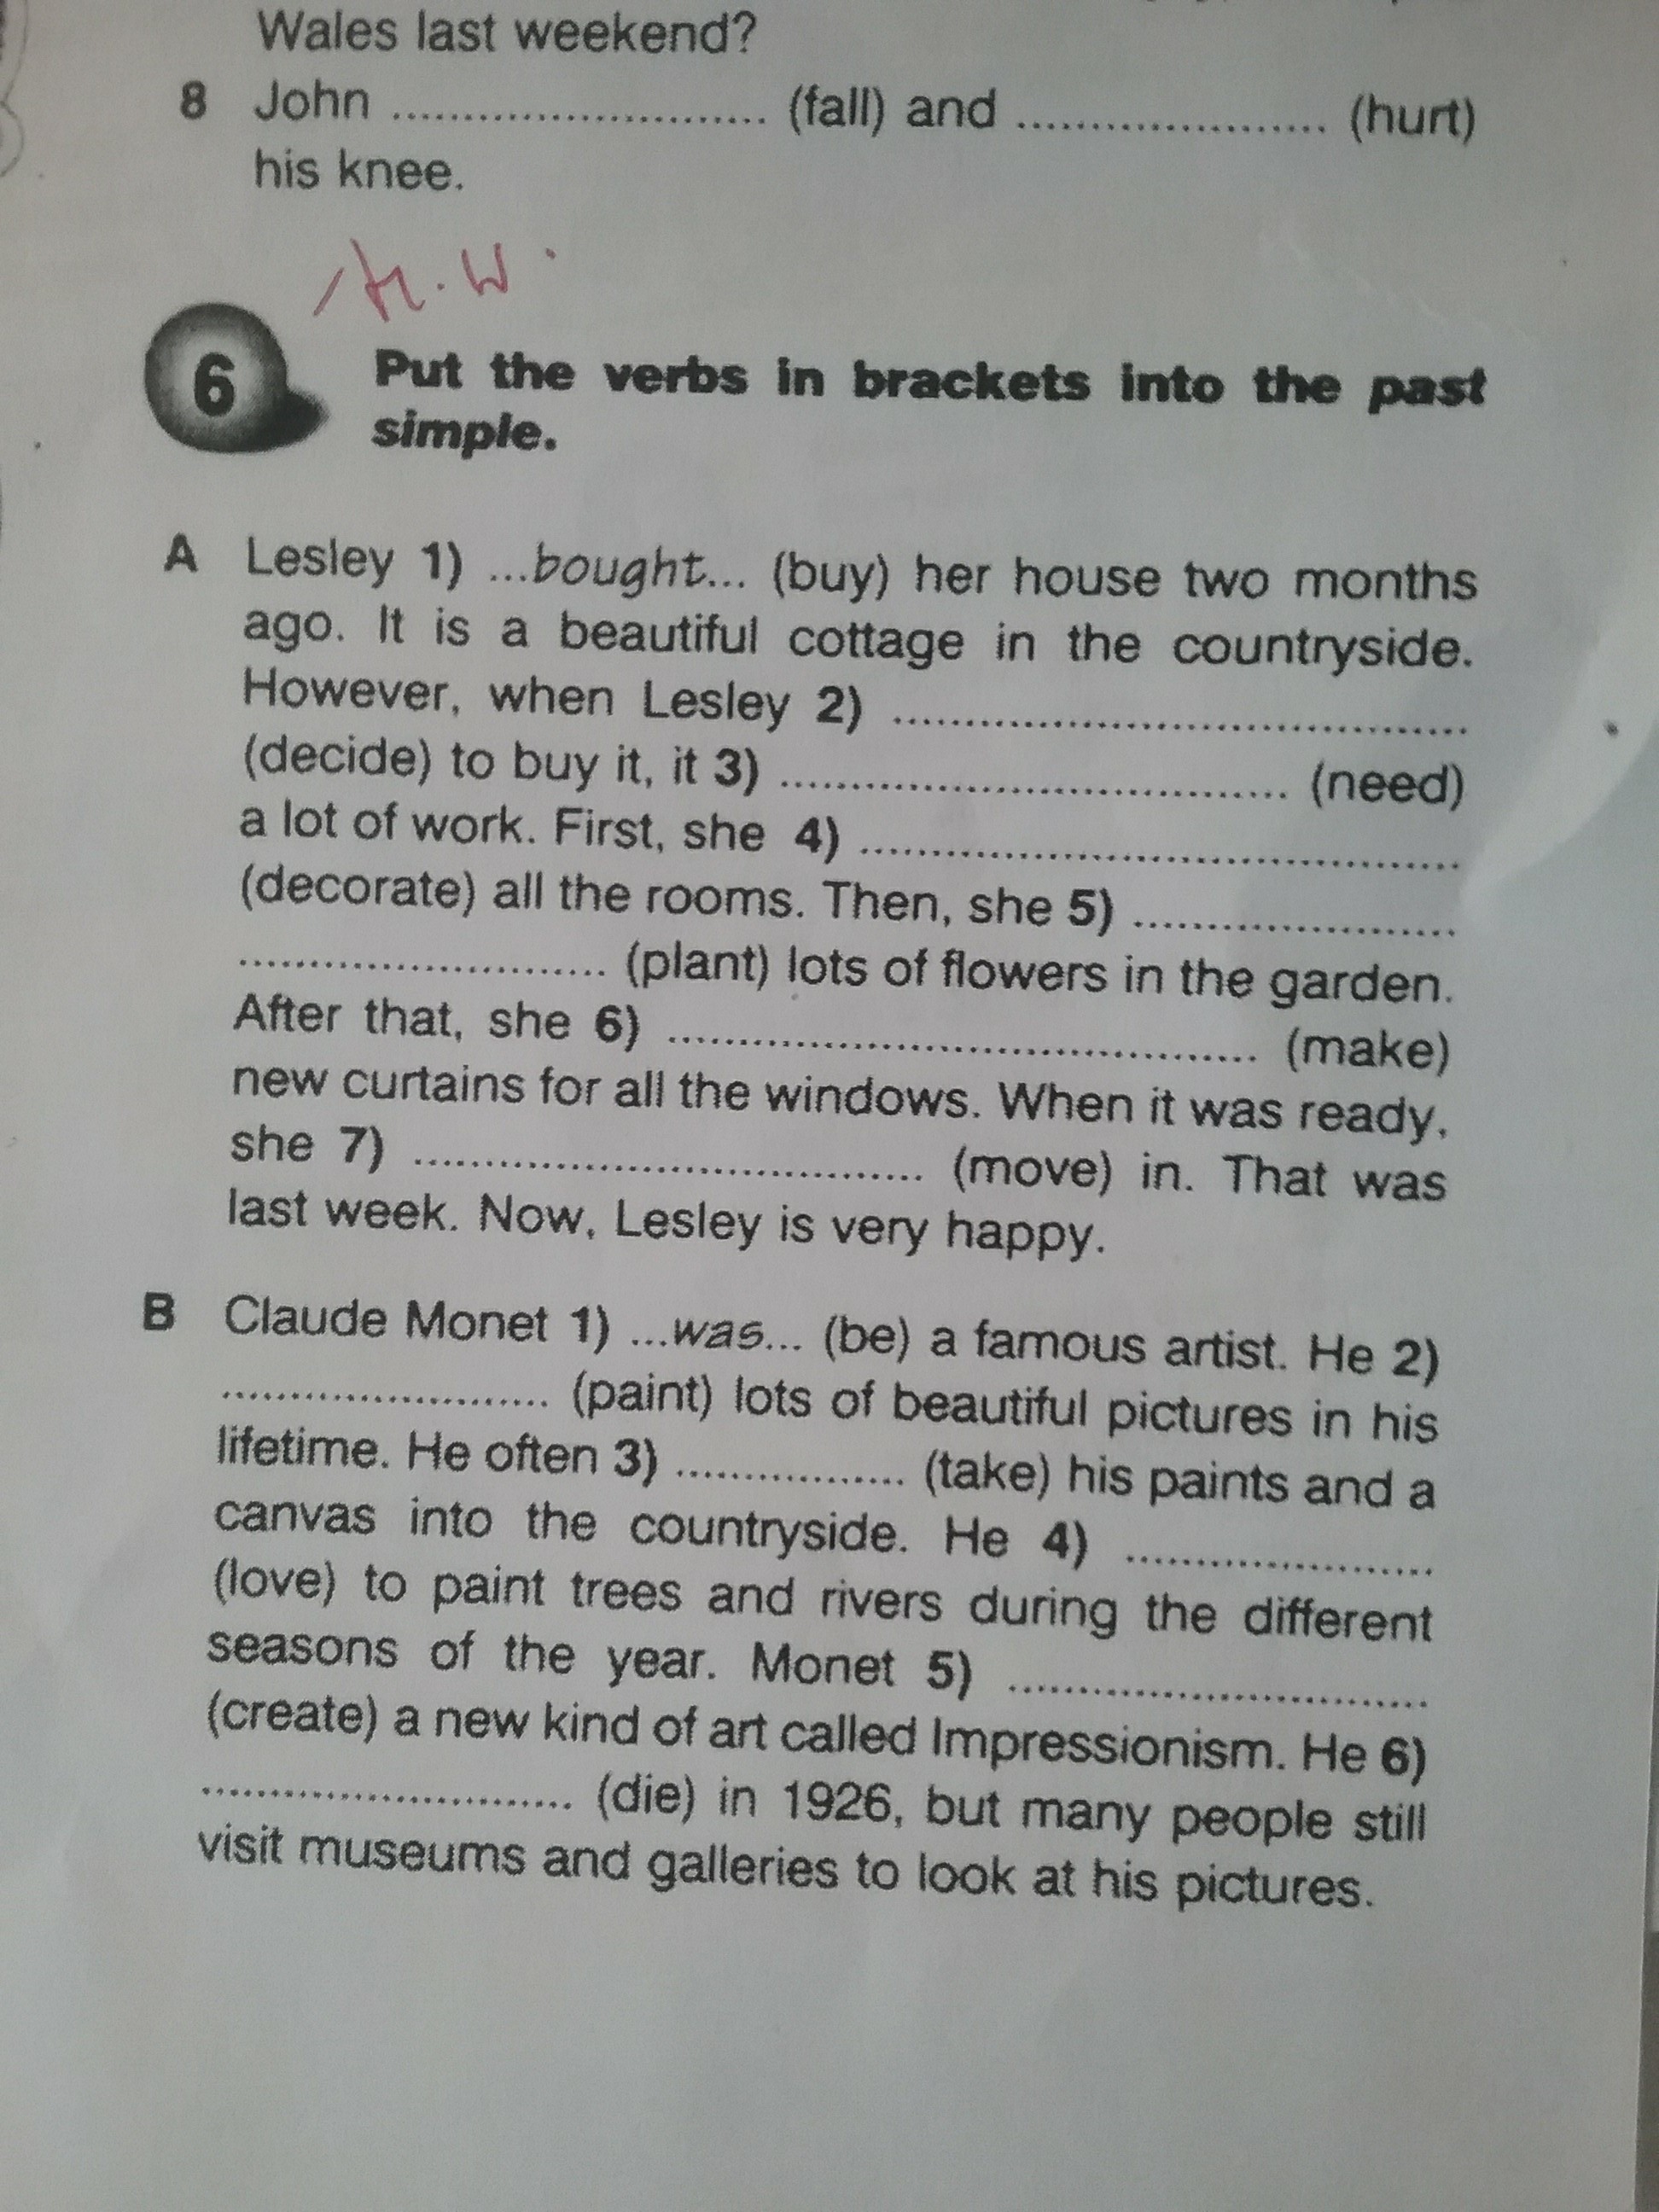 Wales last weekend?
8 John .......................... (fall) and ...................... (hurt)
his knee.
H.W.
6 Put the verbs in brackets into the past
simple.
A Lesley 1) ...bought... (buy) her house two months
ago. It is a beautiful cottage in the countryside.
However, when Lesley 2) ........................................
(decide) to buy it, it 3) .................................... (need)
a lot of work. First, she 4) ..........................................
(decorate) all the rooms. Then, she 5) .......................
.......................... (plant) lots of flowers in the garden.
After that, she 6) ......................................... (make)
new curtains for all the windows. When it was ready,
she 7) .................................... (move) in. That was
last week. Now, Lesley is very happy.
B Claude Monet 1) ...was... (be) a famous artist. He 2)
....................... (paint) lots of beautiful pictures in his
lifetime. He often 3) ................ (take) his paints and a
canvas into the countryside. He 4) ......................
(love) to paint trees and rivers during the different
seasons of the year. Monet 5) ..............................
(create) a new kind of art called Impressionism. He 6)
.......................... (die) in 1926, but many people still
visit museums and galleries to look at his pictures.